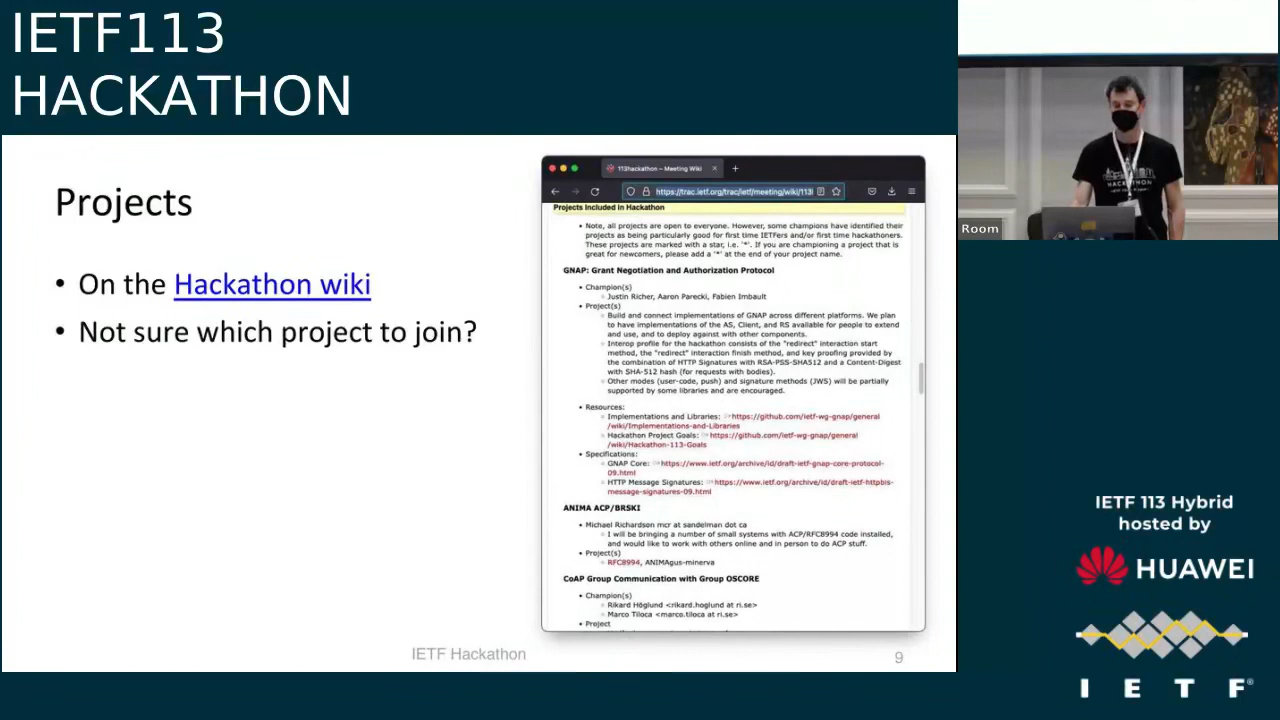 IETF113
HACKATHON
Projects
• On the Hackathon wiki
• Not sure which project to join?
113hackathon – Meeting Wiki
https://trac.ietf.org/trac/ietf/meeting/wiki/113
Projects Included in Hackathon
• Note, all projects are open to everyone. However, some champions have identified their
projects as being particularly good for first time IETFers and/or first time hackathoners.
These projects are marked with a star, i.e. '*'. If you are championing a project that is
great for newcomers, please add a '*' at the end of your project name.
GNAP: Grant Negotiation and Authorization Protocol
• Champion(s)
Justin Richer, Aaron Parecki, Fabien Imbault
• Project(s)
Build and connect implementations of GNAP across different platforms. We plan
to have implementations of the AS, Client, and RS available for people to extend
and use, and to deploy against with other components.
Interop profile for the hackathon consists of the "redirect" interaction start
method, the "redirect" interaction finish method, and key proofing provided by
the combination of HTTP Signatures with RSA-PSS-SHA512 and a Content-Digest
with SHA-512 hash (for requests with bodies).
Other modes (user-code, push) and signature methods (JWS) will be partially
supported by some libraries and are encouraged.
• Resources:
Implementations and Libraries: https://github.com/ietf-wg-gnap/general
/wiki/Implementations-and-Libraries
Hackathon Project Goals: https://github.com/ietf-wg-gnap/general
/wiki/Hackathon-113-Goals
• Specifications:
GNAP Core: https://www.ietf.org/archive/id/draft-ietf-gnap-core-protocol-
09.html
HTTP Message Signatures: https://www.ietf.org/archive/id/draft-ietf-httpbis-
message-signatures-09.html
ANIMA ACP/BRSKI
• Michael Richardson mcr at sandelman dot ca
I will be bringing a number of small systems with ACP/RFC8994 code installed,
and would like to work with others online and in person to do ACP stuff.
• Project(s)
RFC8994, ANIMAgus-minerva
CoAP Group Communication with Group OSCORE
• Champion(s)
Rikard Höglund <rikard.hoglund at ri.se>
Marco Tiloca <marco.tiloca at ri.se>
• Project
IETF Hackathon
9
HACKATHON
Room
IETF 113 Hybrid
hosted by
HUAWEI
I E T F®